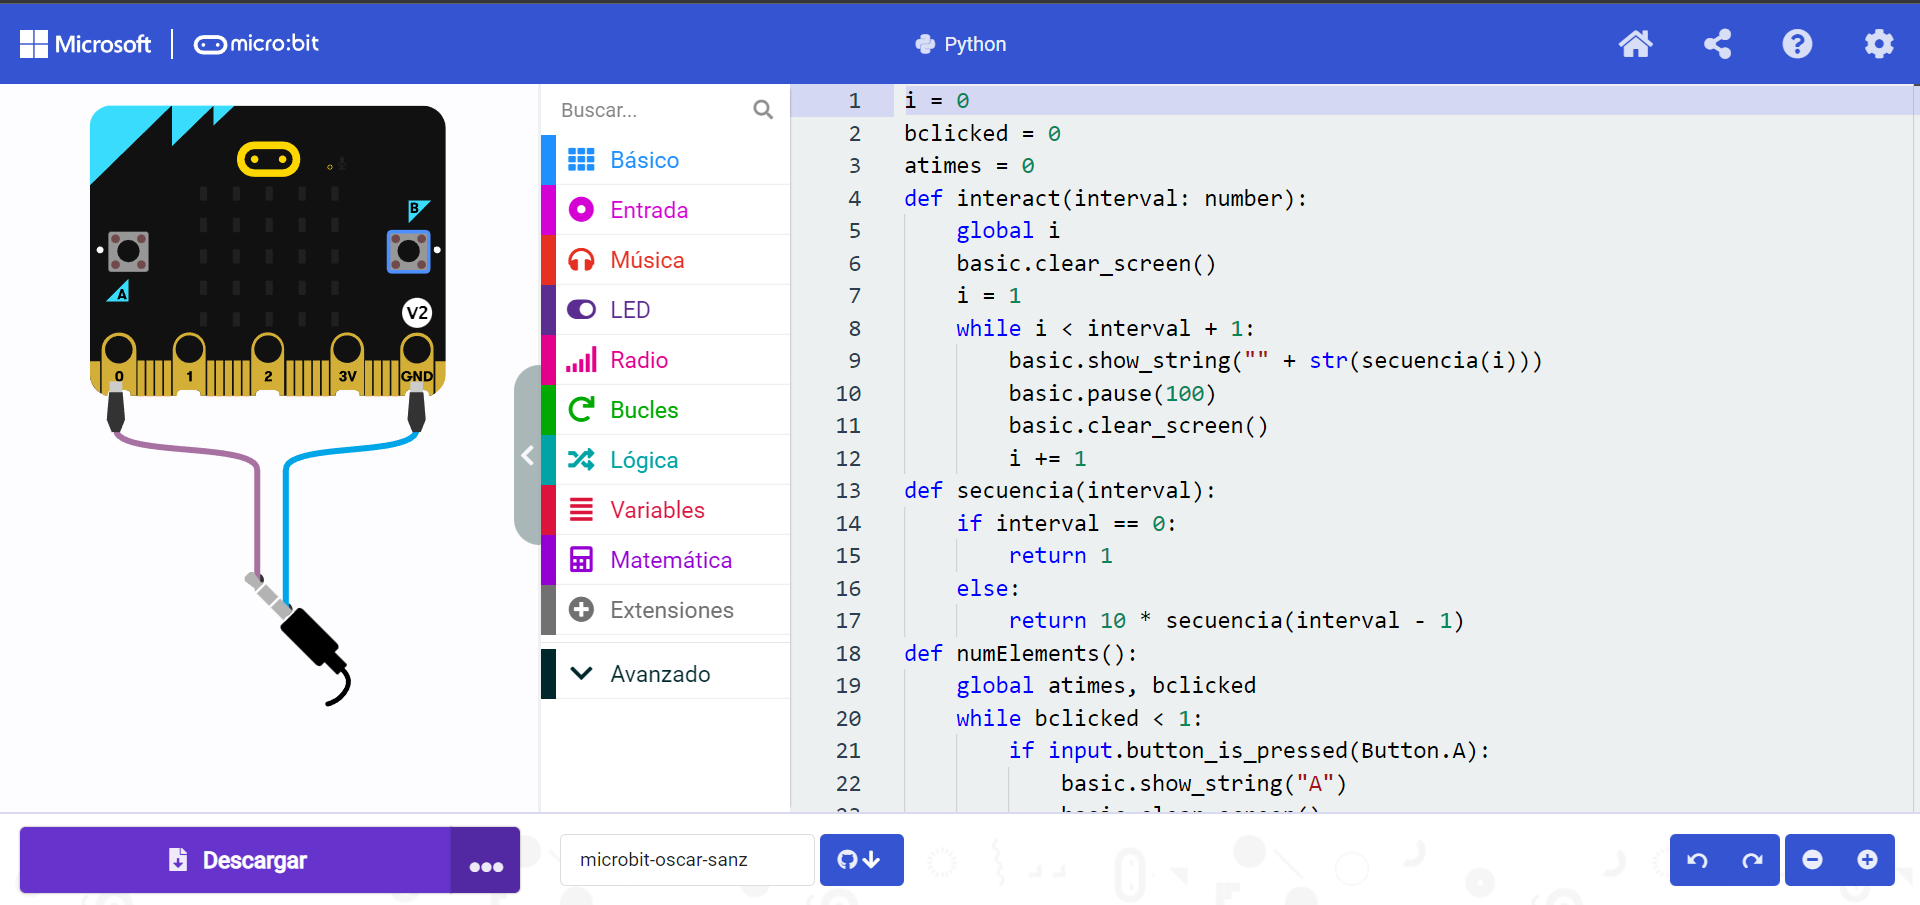 Microsoft
micro:bit
Python
B
A
V2
0
1
2
3V
GND
Buscar...
Básico
Entrada
Música
LED
Radio
Bucles
Lógica
Variables
Matemática
Extensiones
Avanzado
1 i = 0
2 bclicked = 0
3 atimes = 0
4 def interact(interval: number):
5 global i
6 basic.clear_screen()
7 i = 1
8 while i < interval + 1:
9 basic.show_string("" + str(secuencia(i)))
10 basic.pause(100)
11 basic.clear_screen()
12 i += 1
13 def secuencia(interval):
14 if interval == 0:
15 return 1
16 else:
17 return 10 * secuencia(interval - 1)
18 def numElements():
19 global atimes, bclicked
20 while bclicked < 1:
21 if input.button_is_pressed(Button.A):
22 basic.show_string("A")
Descargar
microbit-oscar-sanz